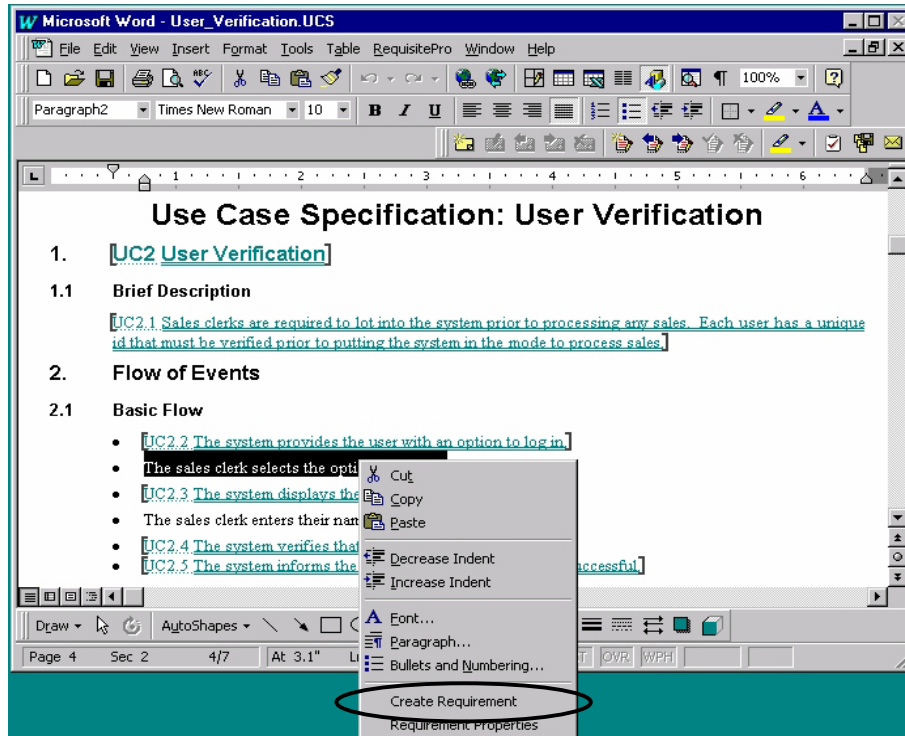 Microsoft Word - User_Verification.UCS
File Edit View Insert Format Tools Table RequisitePro Window Help
100%
Paragraph2 Times New Roman 10 B I U A
1 2 3 4 5 6
Use Case Specification: User Verification
1. [UC2 User Verification]
1.1 Brief Description
[UC2.1 Sales clerks are required to lot into the system prior to processing any sales. Each user has a unique
id that must be verified prior to putting the system in the mode to process sales.]
2. Flow of Events
2.1 Basic Flow
• [UC2.2 The system provides the user with an option to log in.]
• The sales clerk selects the opti
• [UC2.3 The system displays the
• The sales clerk enters their nam
• [UC2.4 The system verifies that
• [UC2.5 The system informs the ccessful.]
Cut
Copy
Paste
Decrease Indent
Increase Indent
Font...
Paragraph...
Bullets and Numbering...
Create Requirement
Requirement Properties
Draw AutoShapes
Page 4 Sec 2 4/7 At 3.1" OVR WPH